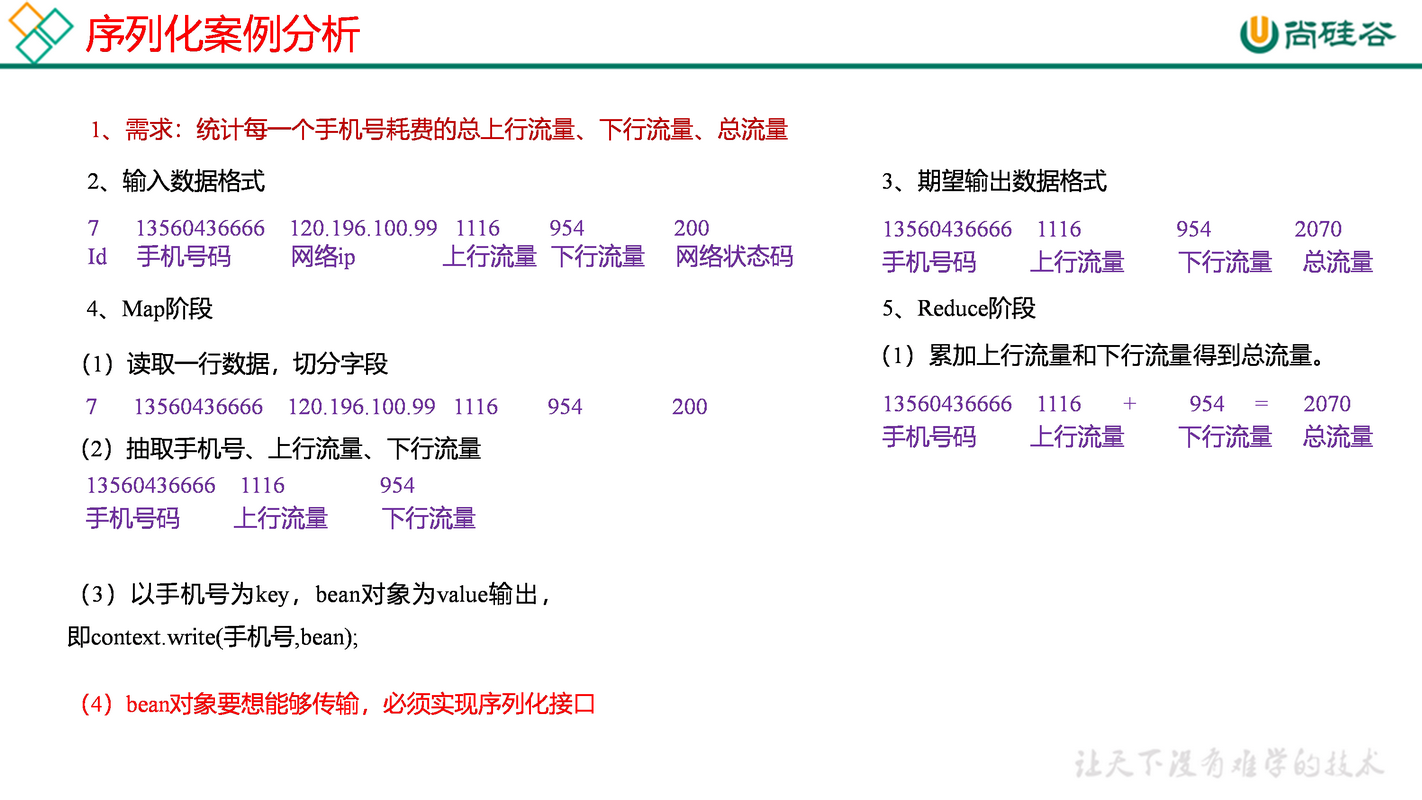 序列化案例分析
尚硅谷
1、需求：统计每一个手机号耗费的总上行流量、下行流量、总流量
2、输入数据格式
7 13560436666 120.196.100.99 1116 954 200
Id 手机号码 网络ip 上行流量 下行流量 网络状态码
3、期望输出数据格式
13560436666 1116 954 2070
手机号码 上行流量 下行流量 总流量
4、Map阶段
（1）读取一行数据，切分字段
7 13560436666 120.196.100.99 1116 954 200
（2）抽取手机号、上行流量、下行流量
13560436666 1116 954
手机号码 上行流量 下行流量
（3）以手机号为key，bean对象为value输出，
即context.write(手机号,bean);
（4）bean对象要想能够传输，必须实现序列化接口
5、Reduce阶段
（1）累加上行流量和下行流量得到总流量。
13560436666 1116 + 954 = 2070
手机号码 上行流量 下行流量 总流量
让天下没有难学的技术